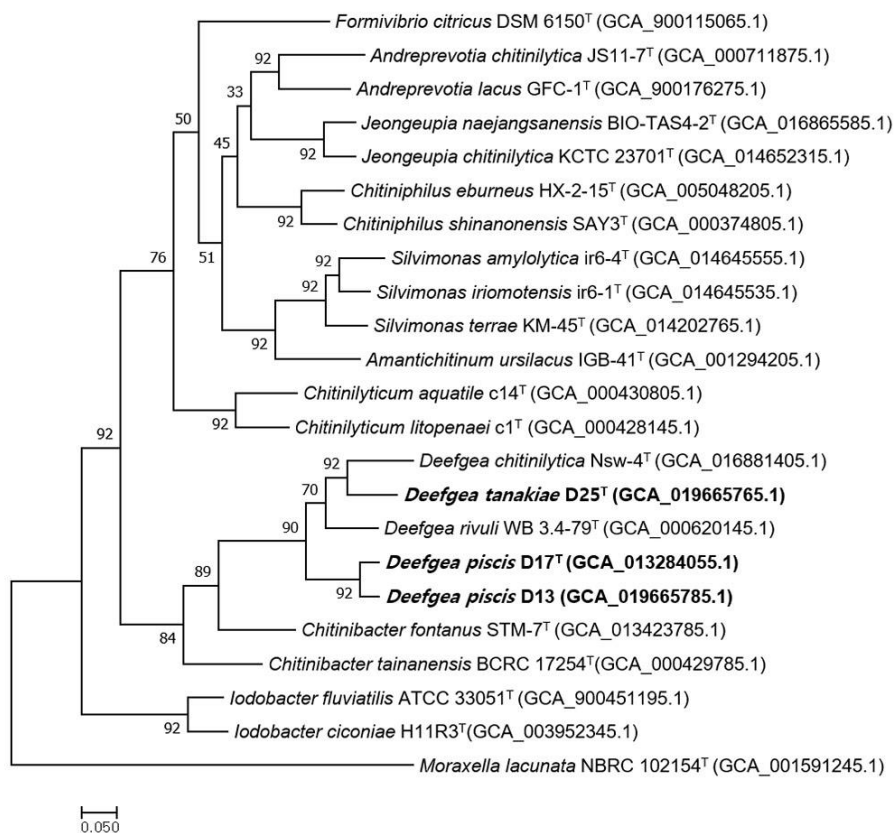 Formivibrio citricus DSM 6150ᵀ (GCA_900115065.1)
92 Andreprevotia chitinilytica JS11-7ᵀ (GCA_000711875.1)
33 Andreprevotia lacus GFC-1ᵀ (GCA_900176275.1)
50 Jeongeupia naejangsanensis BIO-TAS4-2ᵀ (GCA_016865585.1)
45 92 Jeongeupia chitinilytica KCTC 23701ᵀ (GCA_014652315.1)
Chitiniphilus eburneus HX-2-15ᵀ (GCA_005048205.1)
92 Chitiniphilus shinanonensis SAY3ᵀ (GCA_000374805.1)
76 51 92 Silvimonas amylolytica ir6-4ᵀ (GCA_014645555.1)
92 Silvimonas iriomotensis ir6-1ᵀ (GCA_014645535.1)
Silvimonas terrae KM-45ᵀ (GCA_014202765.1)
92 Amantichitinum ursilacus IGB-41ᵀ (GCA_001294205.1)
Chitinilyticum aquatile c14ᵀ (GCA_000430805.1)
92 92 Chitinilyticum litopenaei c1ᵀ (GCA_000428145.1)
92 Deefgea chitinilytica Nsw-4ᵀ (GCA_016881405.1)
70 Deefgea tanakiae D25ᵀ (GCA_019665765.1)
90 Deefgea rivuli WB 3.4-79ᵀ (GCA_000620145.1)
89 Deefgea piscis D17ᵀ (GCA_013284055.1)
92 Deefgea piscis D13 (GCA_019665785.1)
84 Chitinibacter fontanus STM-7ᵀ (GCA_013423785.1)
Chitinibacter tainanensis BCRC 17254ᵀ(GCA_000429785.1)
Iodobacter fluviatilis ATCC 33051ᵀ (GCA_900451195.1)
92 Iodobacter ciconiae H11R3ᵀ(GCA_003952345.1)
Moraxella lacunata NBRC 102154ᵀ (GCA_001591245.1)
0.050